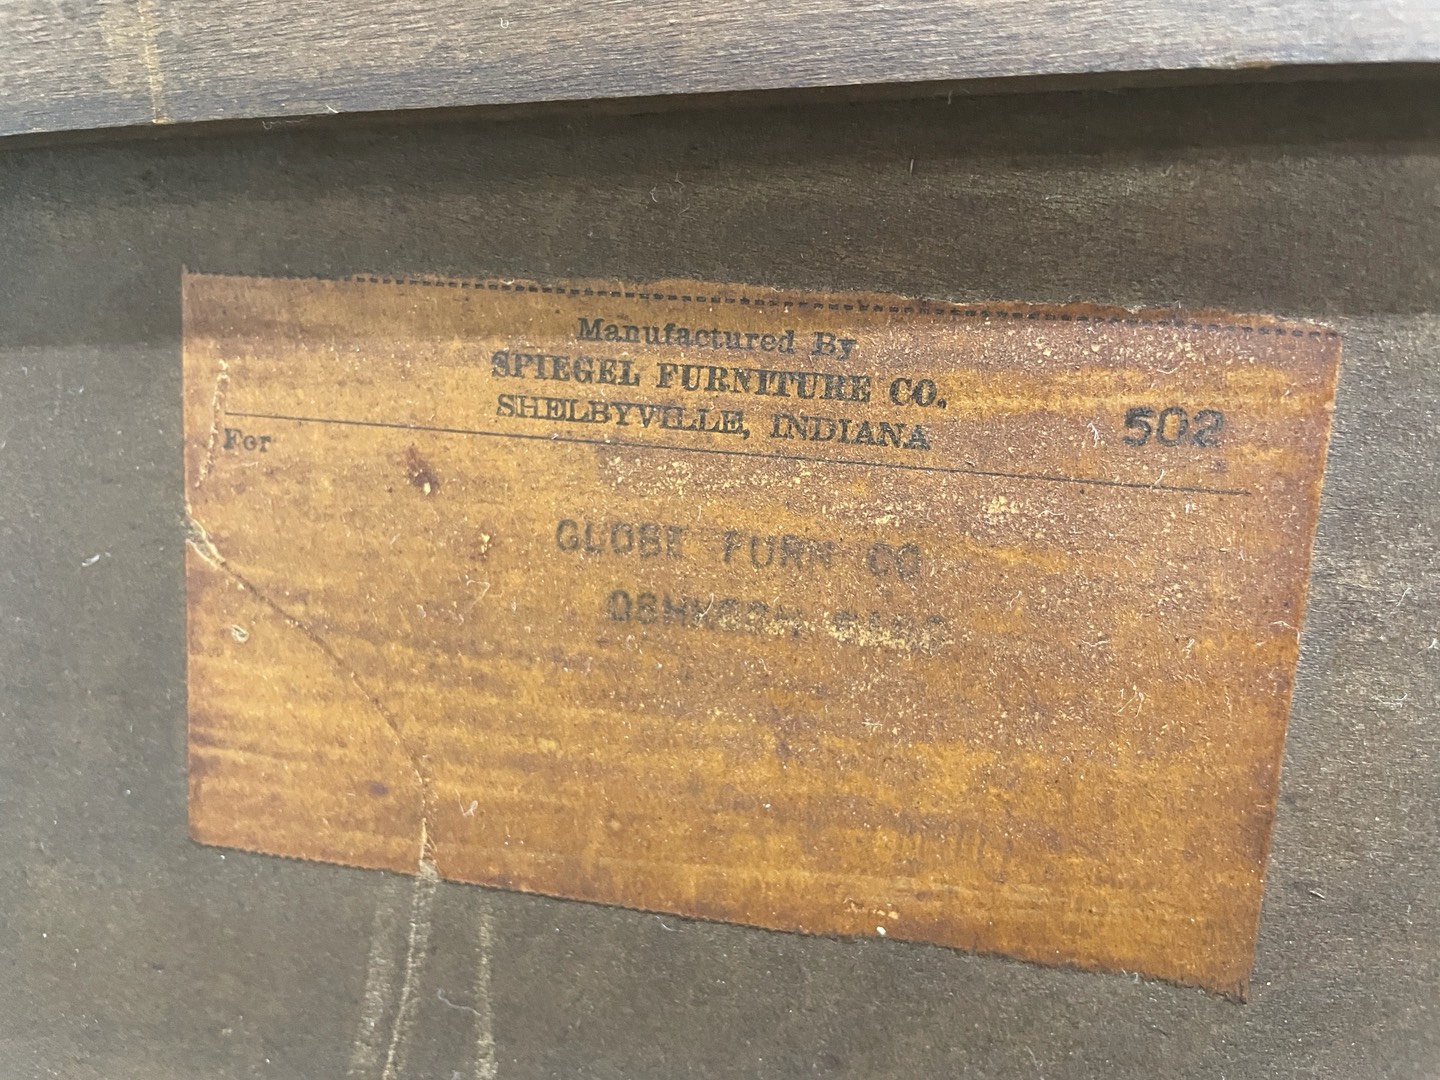 Manufactured By
SPIEGEL FURNITURE CO.
SHELBYVILLE, INDIANA
502
For
GLOBE FURN CO